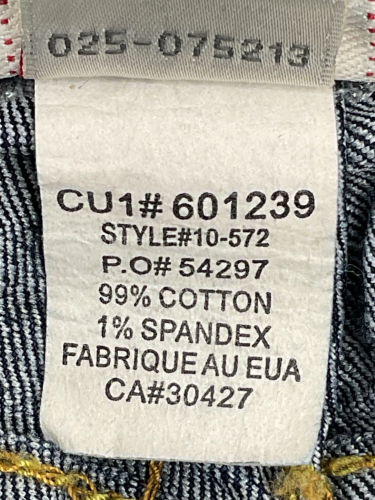 025-075213
CU1# 601239
STYLE#10-572
P.O# 54297
99% COTTON
1% SPANDEX
FABRIQUE AU EUA
CA#30427